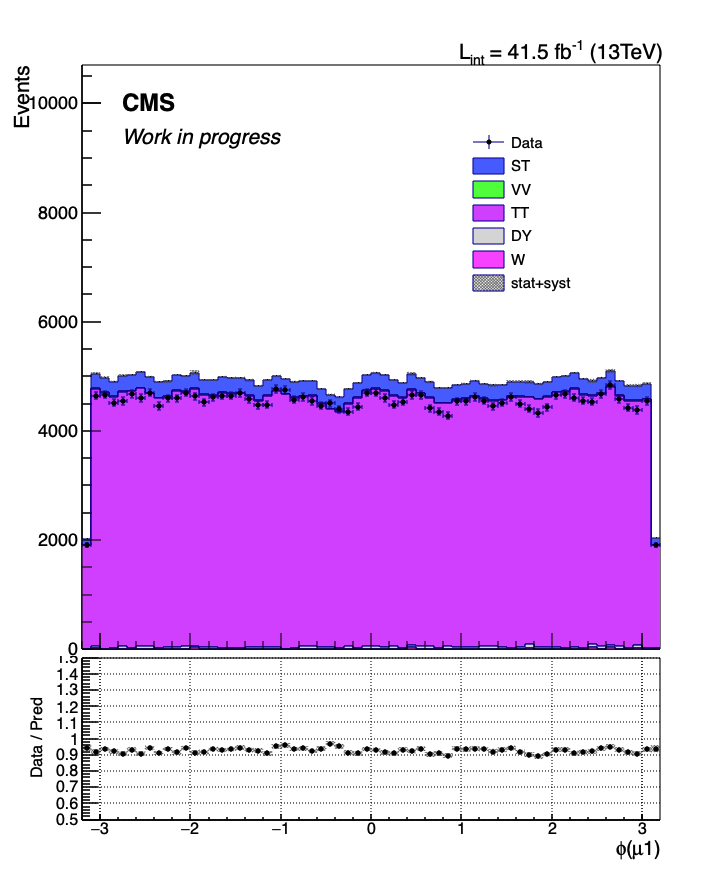 L_int = 41.5 fb⁻¹ (13TeV)
Events
CMS
Work in progress
Data
ST
VV
TT
DY
W
stat+syst
10000
8000
6000
4000
2000
0
Data / Pred
1.5
1.4
1.3
1.2
1.1
1
0.9
0.8
0.7
0.6
0.5
−3 −2 −1 0 1 2 3
ϕ(μ1)